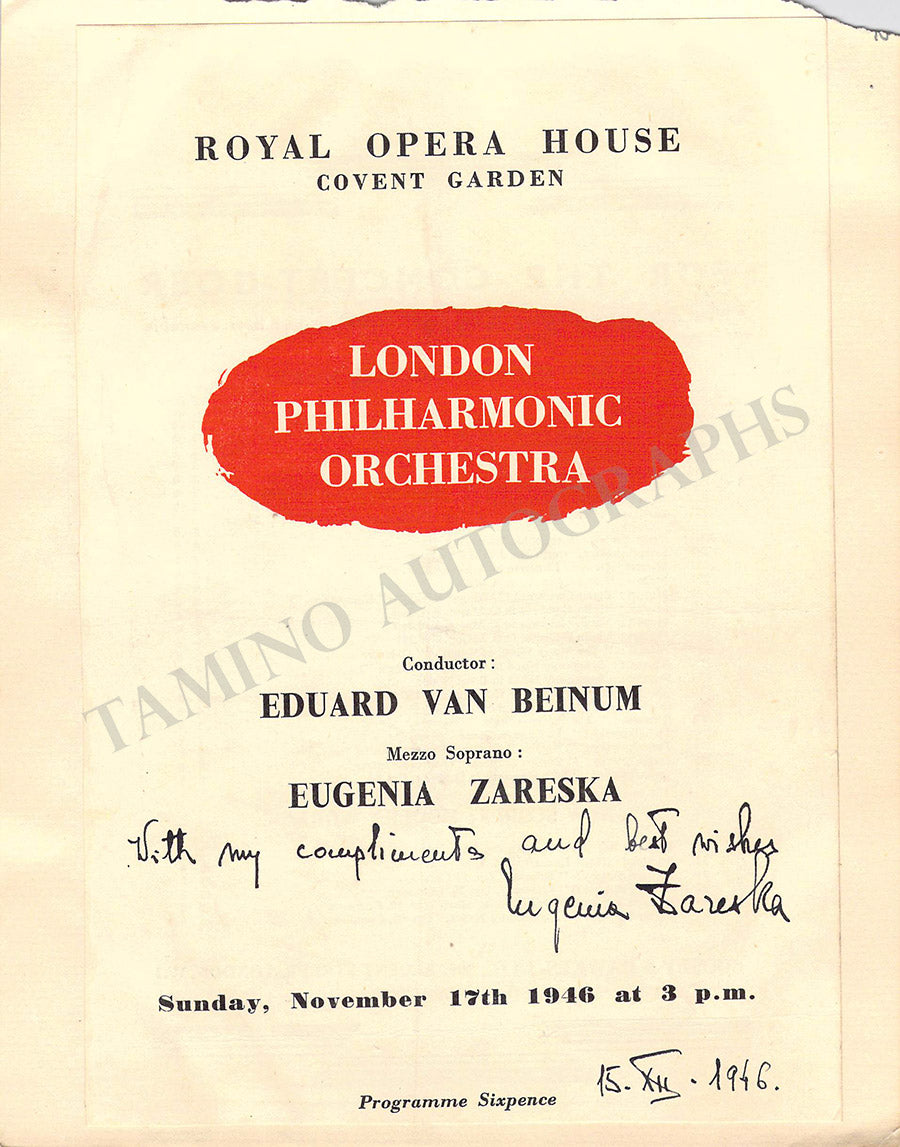 ROYAL OPERA HOUSE
COVENT GARDEN
LONDON
PHILHARMONIC
ORCHESTRA
TAMINO AUTOGRAPHS
Conductor :
EDUARD VAN BEINUM
Mezzo Soprano :
EUGENIA ZARESKA
With my compliments and best wishes
Eugenia Zareska
Sunday, November 17th 1946 at 3 p.m.
15. XII. 1946.
Programme Sixpence